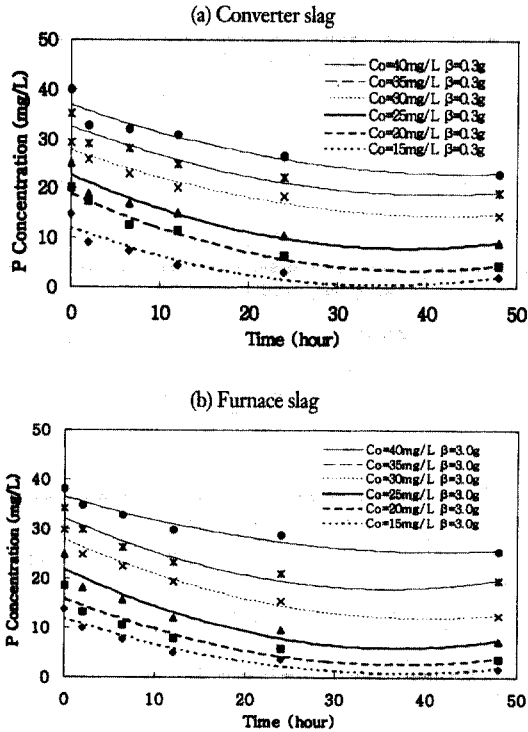 (a) Converter slag
P Concentration (mg/L)
50
40
30
20
10
0
Co=40mg/L β=0.3g
Co=35mg/L β=0.3g
Co=30mg/L β=0.3g
Co=25mg/L β=0.3g
Co=20mg/L β=0.3g
Co=15mg/L β=0.3g
0 10 20 30 40 50
Time (hour)
(b) Furnace slag
P Concentration (mg/L)
50
40
30
20
10
0
Co=40mg/L β=3.0g
Co=35mg/L β=3.0g
Co=30mg/L β=3.0g
Co=25mg/L β=3.0g
Co=20mg/L β=3.0g
Co=15mg/L β=3.0g
0 10 20 30 40 50
Time (hour)